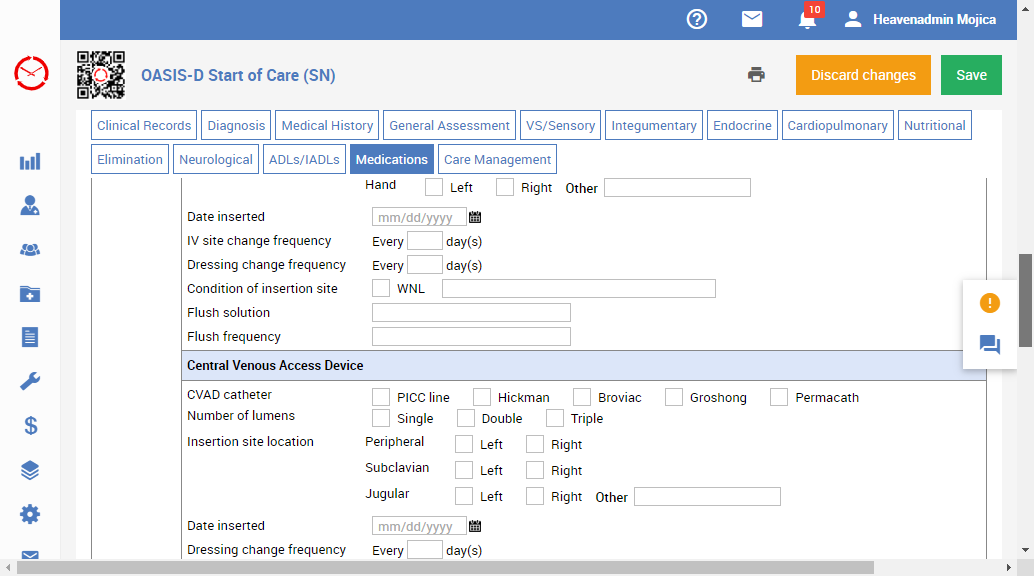 10
Heavenadmin Mojica
OASIS-D Start of Care (SN)
Discard changes
Save
Clinical Records Diagnosis Medical History General Assessment VS/Sensory Integumentary Endocrine Cardiopulmonary Nutritional
Elimination Neurological ADLs/IADLs Medications Care Management
Hand Left Right Other
Date inserted mm/dd/yyyy
IV site change frequency Every day(s)
Dressing change frequency Every day(s)
Condition of insertion site WNL
Flush solution
Flush frequency
Central Venous Access Device
CVAD catheter PICC line Hickman Broviac Groshong Permacath
Number of lumens Single Double Triple
Insertion site location Peripheral Left Right
Subclavian Left Right
Jugular Left Right Other
Date inserted mm/dd/yyyy
Dressing change frequency Every day(s)